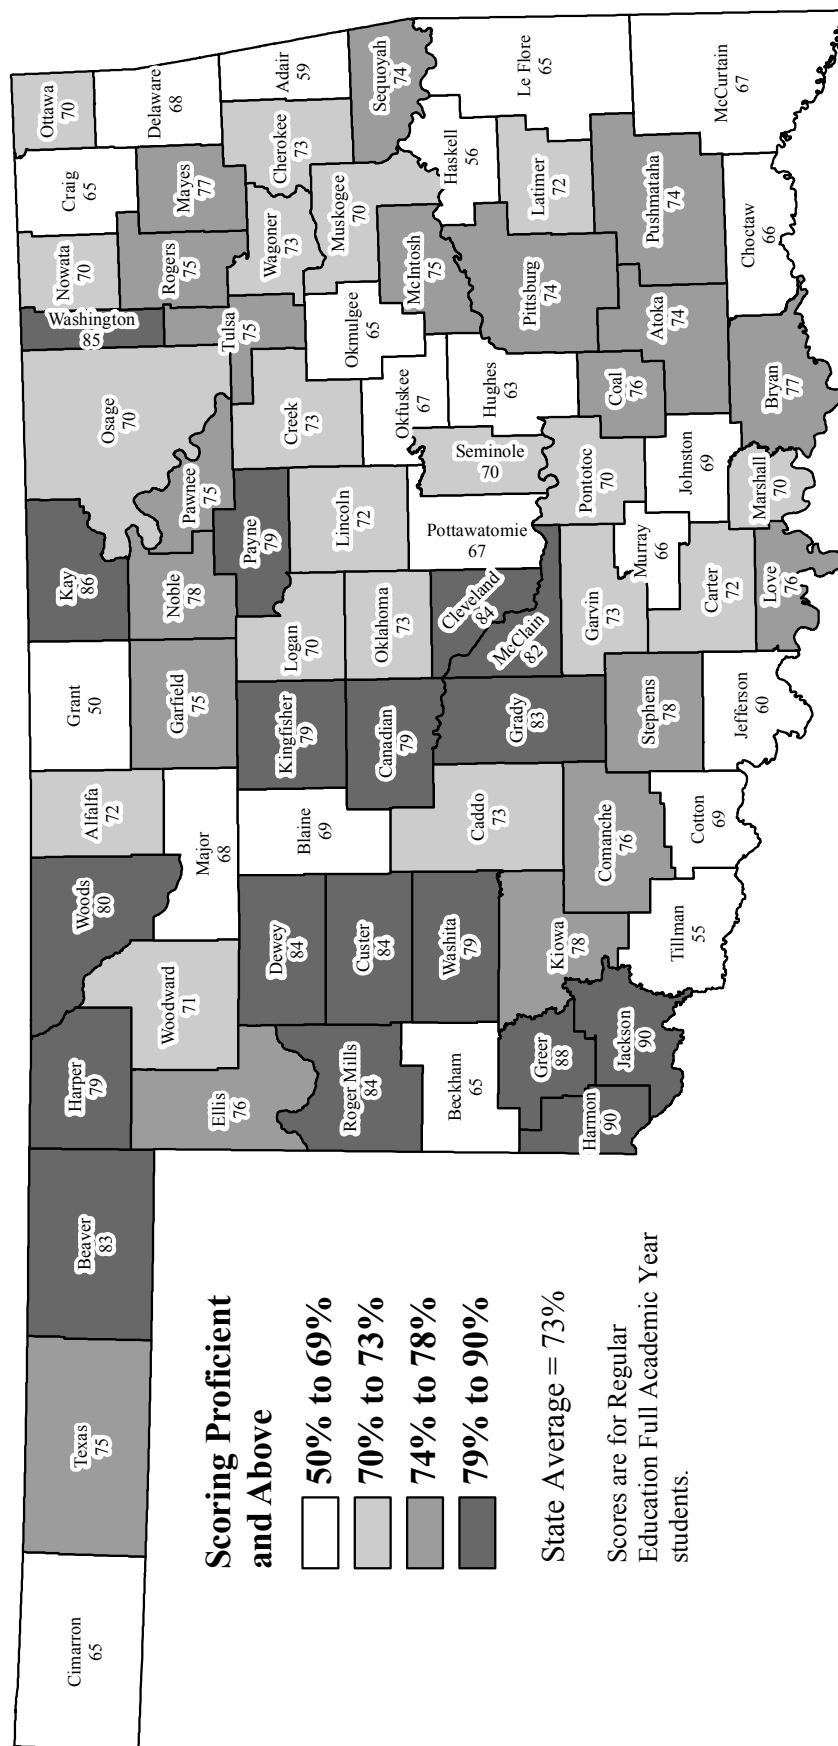 Cimarron
65
Texas
75
Beaver
83
Harper
79
Woods
80
Alfalfa
72
Grant
50
Kay
86
Osage
70
Washington
85
Nowata
70
Craig
65
Ottawa
70
Delaware
68
Ellis
76
Woodward
71
Major
68
Garfield
75
Noble
78
Pawnee
75
Rogers
75
Mayes
77
Tulsa
75
Payne
79
Roger Mills
84
Dewey
84
Blaine
69
Kingfisher
79
Logan
70
Creek
73
Wagoner
73
Cherokee
73
Adair
59
Custer
84
Canadian
79
Oklahoma
73
Lincoln
72
Okmulgee
65
Muskogee
70
Sequoyah
74
Beckham
65
Washita
79
Caddo
73
Grady
83
Cleveland
84
McClain
82
Pottawatomie
67
Seminole
70
Okfuskee
67
Hughes
63
McIntosh
75
Haskell
56
Le Flore
65
Harmon
90
Greer
88
Jackson
90
Kiowa
78
Tillman
55
Comanche
76
Cotton
69
Stephens
78
Jefferson
60
Garvin
73
Murray
66
Carter
72
Love
76
Pontotoc
70
Johnston
69
Marshall
70
Coal
76
Bryan
77
Pittsburg
74
Atoka
74
Latimer
72
Pushmataha
74
Choctaw
66
McCurtain
67
Scoring Proficient
and Above
50% to 69%
70% to 73%
74% to 78%
79% to 90%
State Average = 73%
Scores are for Regular
Education Full Academic Year
students.